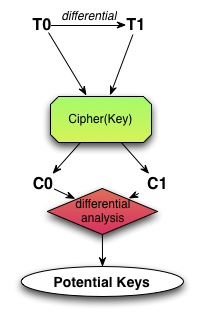 differential
T0 T1
Cipher(Key)
C0 C1
differential
analysis
Potential Keys